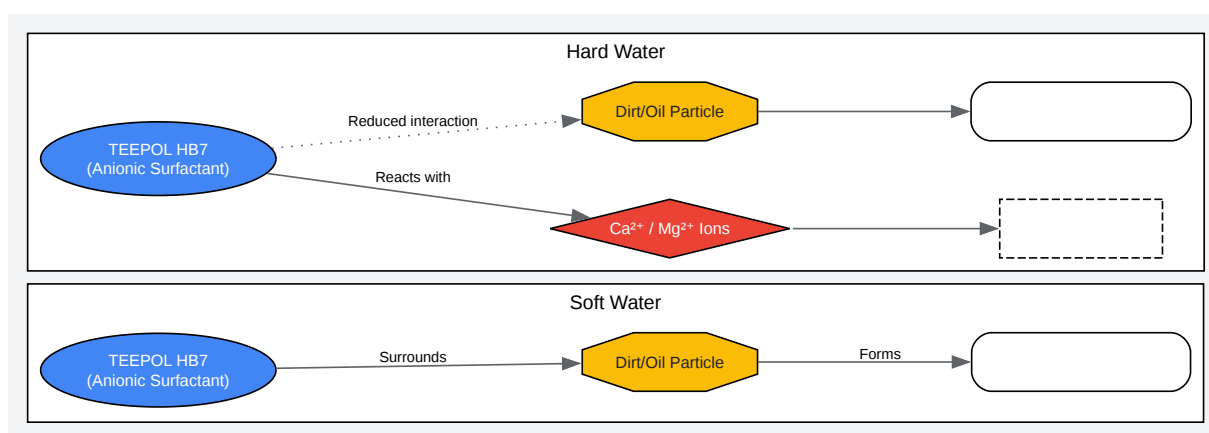 Hard Water
TEEPOL HB7
(Anionic Surfactant)
Reduced interaction
Dirt/Oil Particle
Reacts with
Ca²⁺ / Mg²⁺ Ions
Soft Water
TEEPOL HB7
(Anionic Surfactant)
Surrounds
Dirt/Oil Particle
Forms